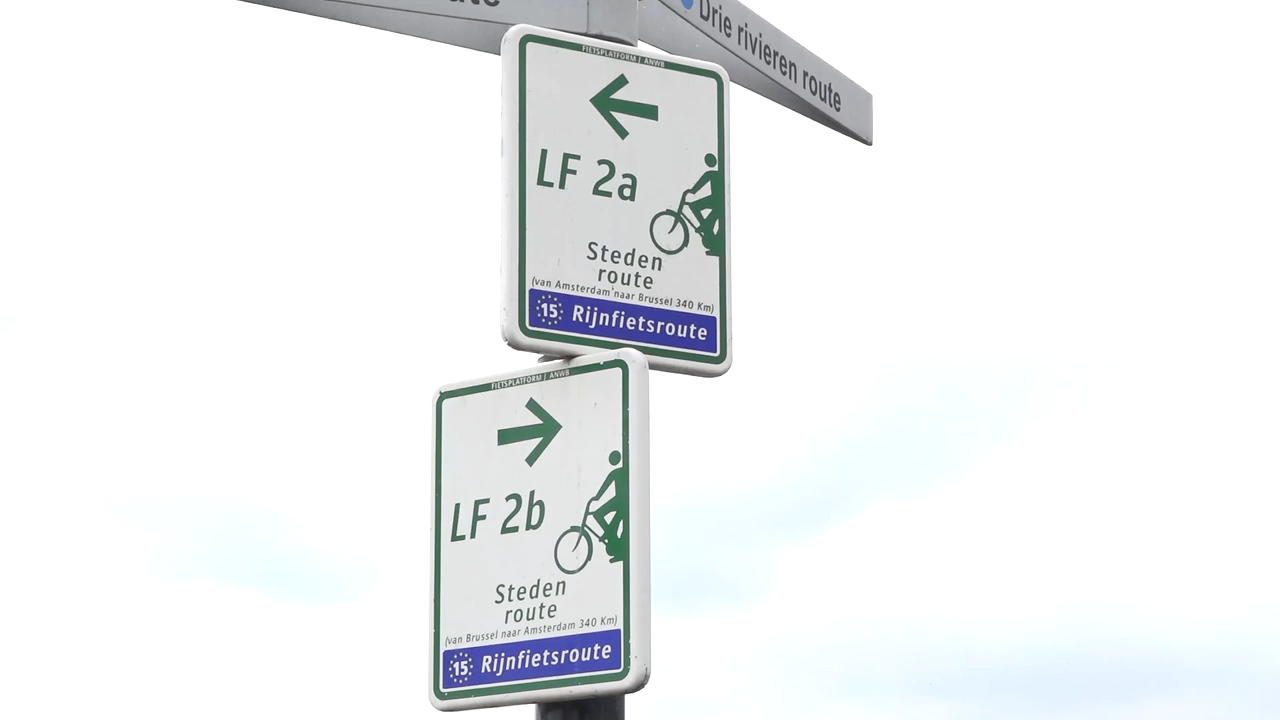 Drie rivieren route
FIETSPLATFORM / ANWB
LF 2a
Steden
route
(van Amsterdam naar Brussel 340 Km)
15 Rijnfietsroute
FIETSPLATFORM / ANWB
LF 2b
Steden
route
(van Brussel naar Amsterdam 340 Km)
15 Rijnfietsroute